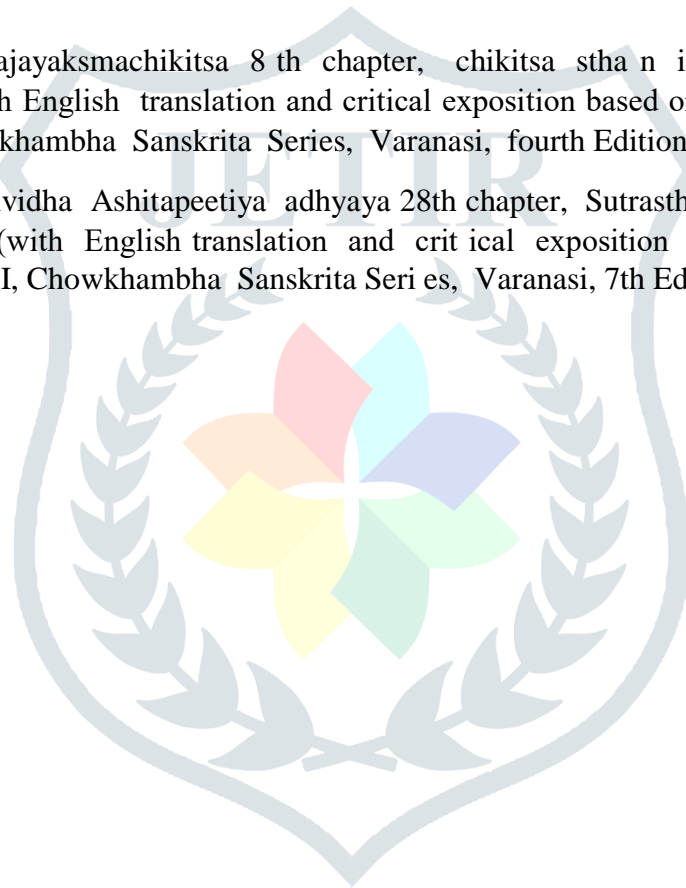 ajayaksmachikitsa 8 th chapter, chikitsa stha n i
h English translation and critical exposition based o
khambha Sanskrita Series, Varanasi, fourth Edition
vidha Ashitapeetiya adhyaya 28th chapter, Sutrasth
(with English translation and crit ical exposition
I, Chowkhambha Sanskrita Seri es, Varanasi, 7th Ed
JETIR